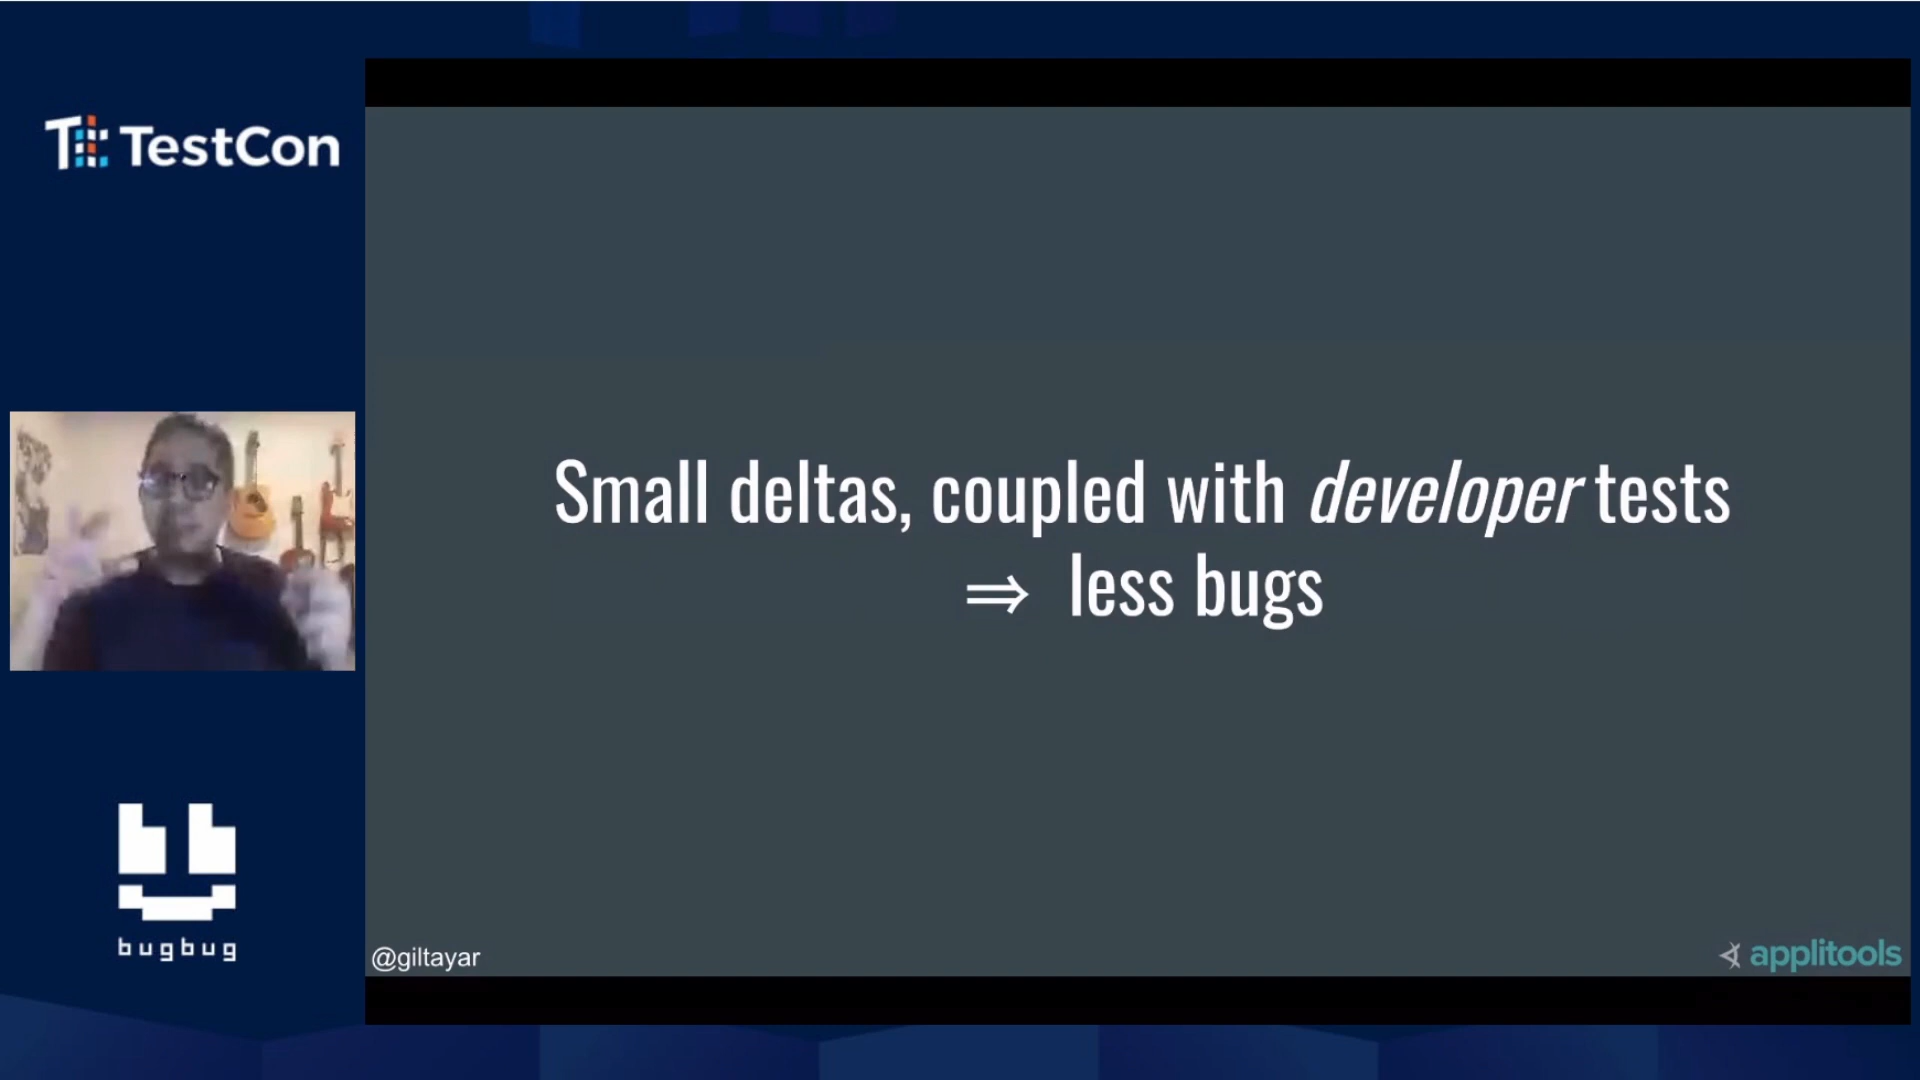 TestCon
Small deltas, coupled with developer tests
⇒ less bugs
bugbug
@giltayar
applitools